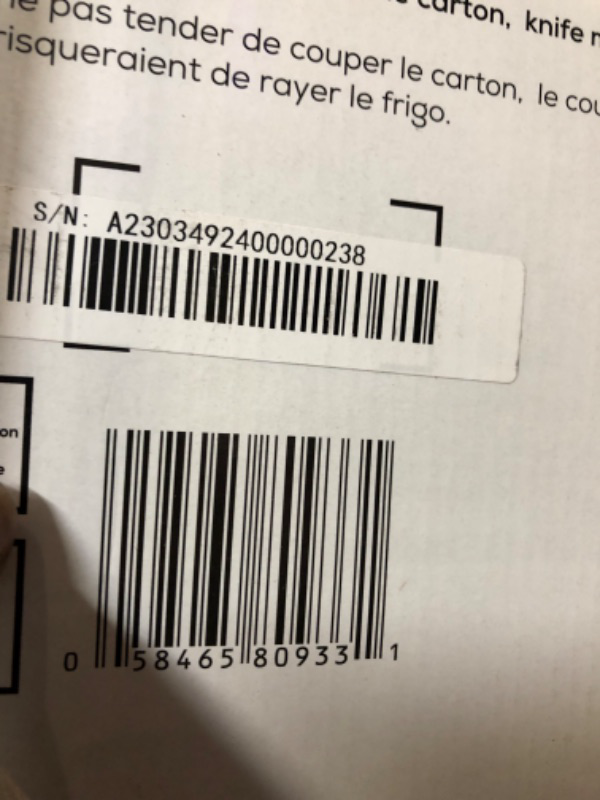 carton, knife
pas tender de couper le carton, le
risqueraient de rayer le frigo.
S/N: A2303492400000238
on
e
0 58465 80933 1